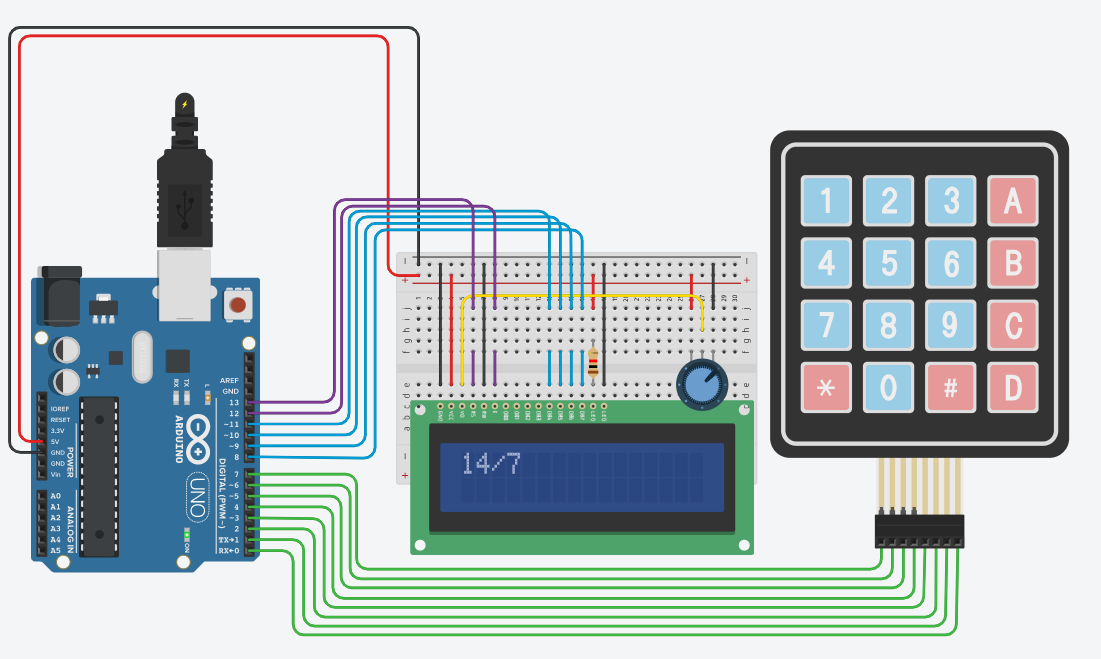 1 2 3 A
4 5 6 B
7 8 9 C
* 0 # D
AREF
GND
13
12
~11
~10
~9
8
7
~6
~5
4
~3
2
TX→1
RX←0
IOREF
RESET
3.3V
5V
GND
GND
Vin
A0
A1
A2
A3
A4
A5
POWER
ANALOG IN
DIGITAL (PWM~)
RX
TX
L
ARDUINO
UNO
ON
14/7